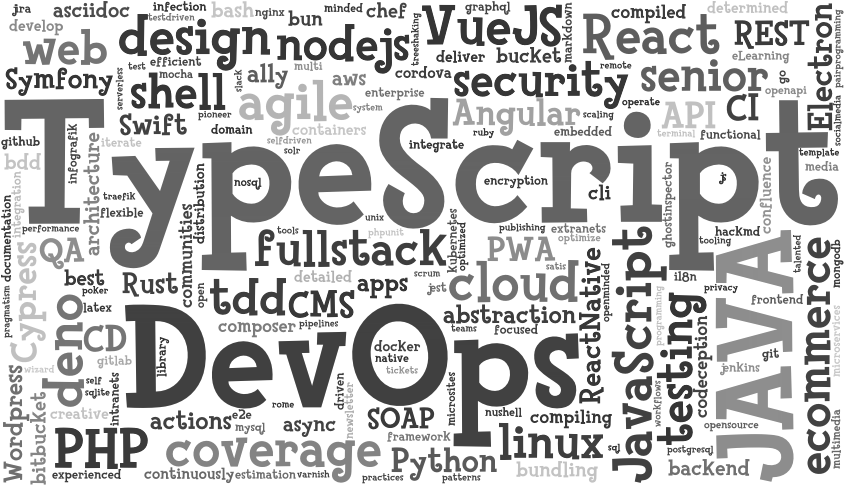 jra
asciidoc
infection
testdriven
bash
nginx
bun
minded
chef
graphql
markdown
compiled
determined
develop
web
design
nodejs
treeshaking
VueJS
React
REST
Electron
pairprogramming
Symfony
test
efficient
mocha
ally
multi
aws
cordova
deliver
bucket
remote
eLearning
go
openapi
serverless
shell
slack
agile
system
enterprise
security
senior
socialmedia
pioneer
Swift
domain
containers
selfdriven
solr
Angular
scaling
operate
API
CI
terminal
functional
github
infografik
iterate
integrate
ruby
embedded
template
bdd
architecture
TypeScript
media
nosql
encryption
cli
js
traefik
flexible
distribution
communities
unix
ghostinspector
confluence
integration
documentation
performance
tools
phpunit
publishing
extranets
optimize
hackmd
tooling
QA
fullstack
kubernetes
optimized
PWA
satis
talented
mongodb
Cypress
best
poker
Rust
open
detailed
scrum
jest
cloud
openminded
i18n
privacy
pragmatism
latex
tdd
CMS
apps
JavaScript
JAVA
frontend
ecommerce
microservices
deno
CD
composer
pipelines
abstraction
teams
focused
ReactNative
programming
testing
codeception
gitlab
library
DevOps
docker
native
tickets
jenkins
git
wizard
self
sqlite
intranets
Wordpress
bitbucket
creative
rome
driven
newsletter
microsites
nushell
workflows
actions
e2e
mysql
async
SOAP
compiling
opensource
multimedia
PHP
coverage
framework
linux
sql
postgresql
experienced
continuously
estimation
varnish
practices
Python
patterns
bundling
backend